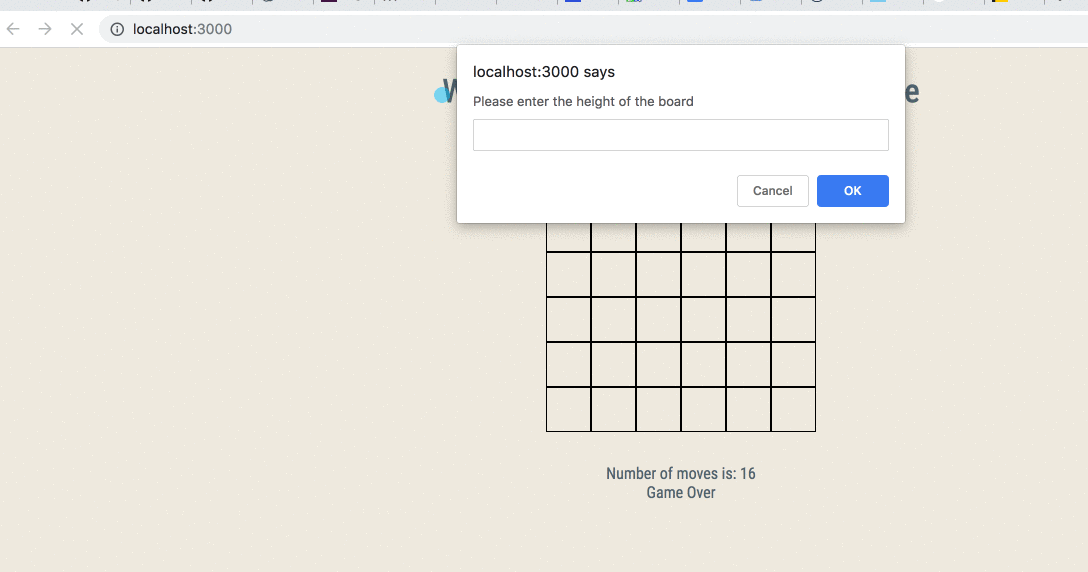 localhost:3000
localhost:3000 says
Please enter the height of the board
Cancel
OK
Number of moves is: 16
Game Over